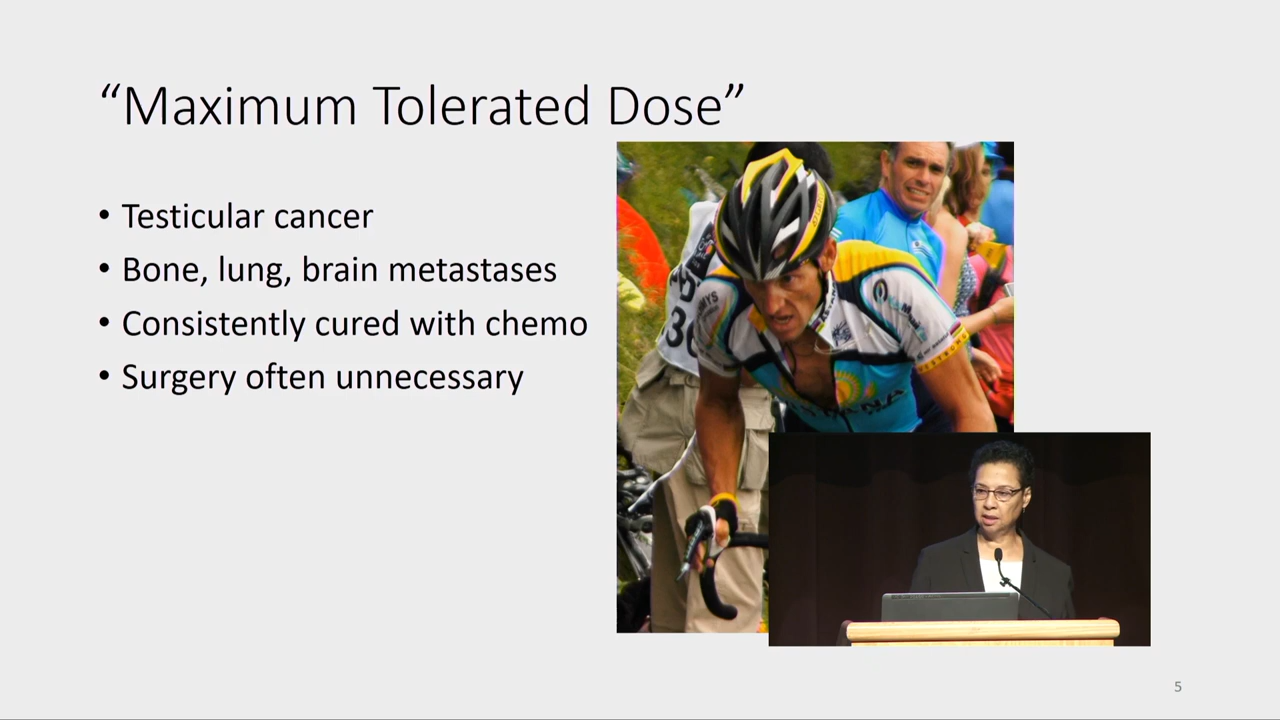 “Maximum Tolerated Dose”
• Testicular cancer
• Bone, lung, brain metastases
• Consistently cured with chemo
• Surgery often unnecessary
5